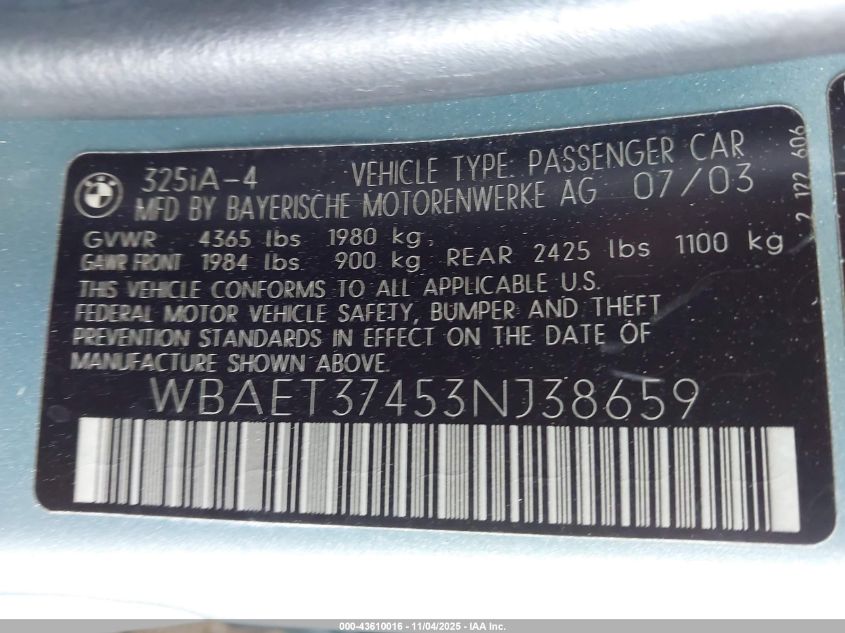 BMW
325iA-4 VEHICLE TYPE PASSENGER CAR
MFD BY BAYERISCHE MOTORENWERKE AG 07/03
GVWR 4365 lbs 1980 kg
GAWR FRONT 1984 lbs 900 kg REAR 2425 lbs 1100 kg
THIS VEHICLE CONFORMS TO ALL APPLICABLE U.S.
FEDERAL MOTOR VEHICLE SAFETY, BUMPER AND THEFT
PREVENTION STANDARDS IN EFFECT ON THE DATE OF
MANUFACTURE SHOWN ABOVE.
WBAET37453NJ38659
2 122 606
000-43610016 - 11/04/2025 - IAA Inc.